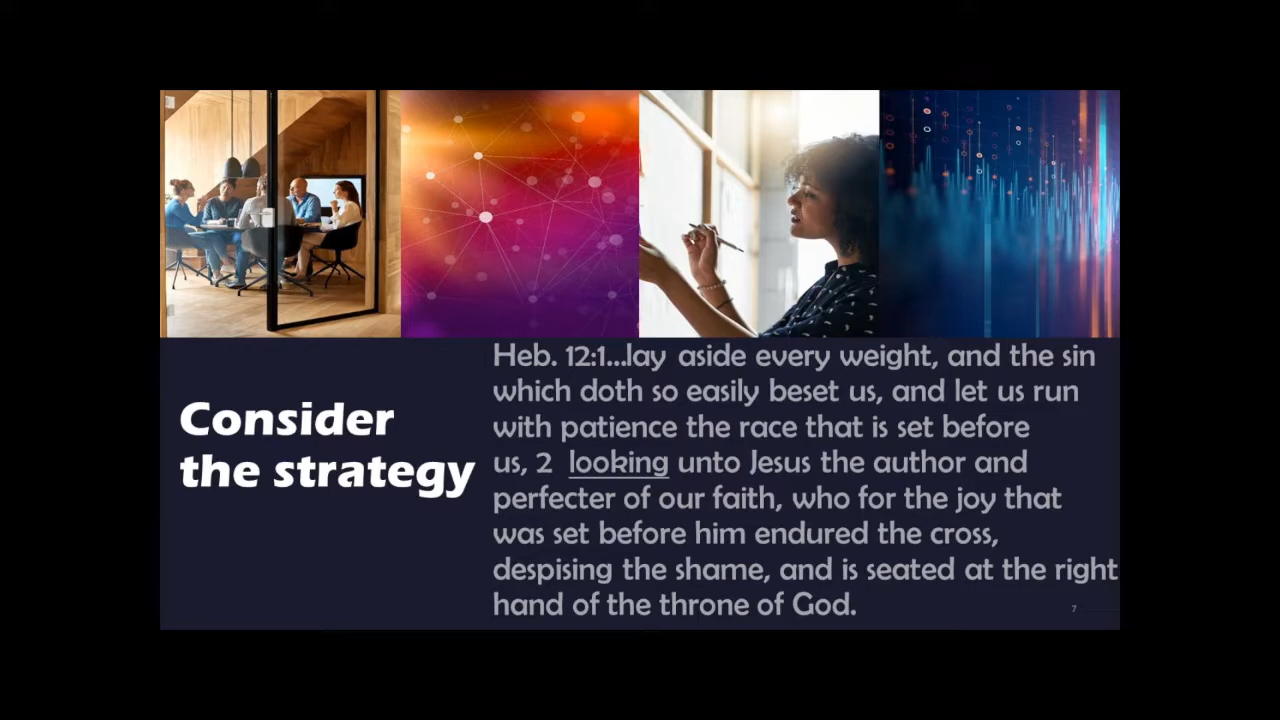 Consider
the strategy
Heb. 12:1...lay aside every weight, and the sin
which doth so easily beset us, and let us run
with patience the race that is set before
us, 2 looking unto Jesus the author and
perfecter of our faith, who for the joy that
was set before him endured the cross,
despising the shame, and is seated at the right
hand of the throne of God.
7